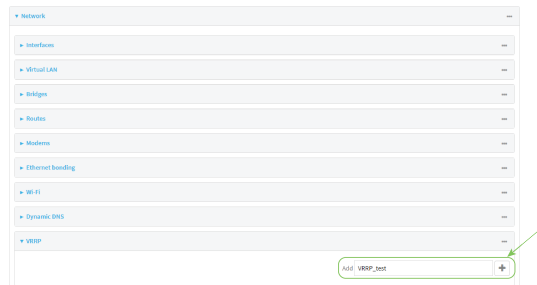 Network
Interfaces
Virtual LAN
Bridges
Routes
Modems
Ethernet bonding
Wi-Fi
Dynamic DNS
VRRP
Add VRRP_test